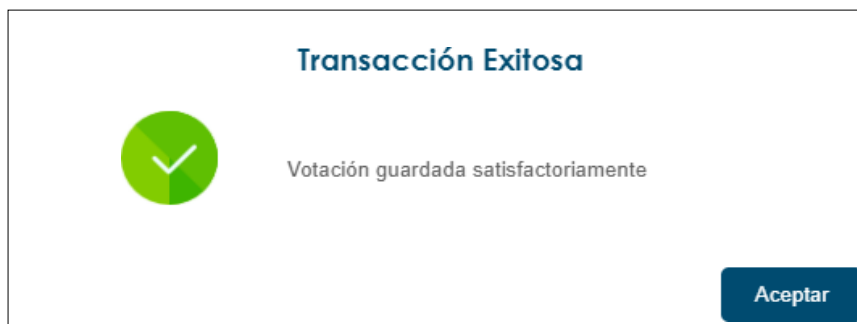 Transacción Exitosa
Votación guardada satisfactoriamente
Aceptar